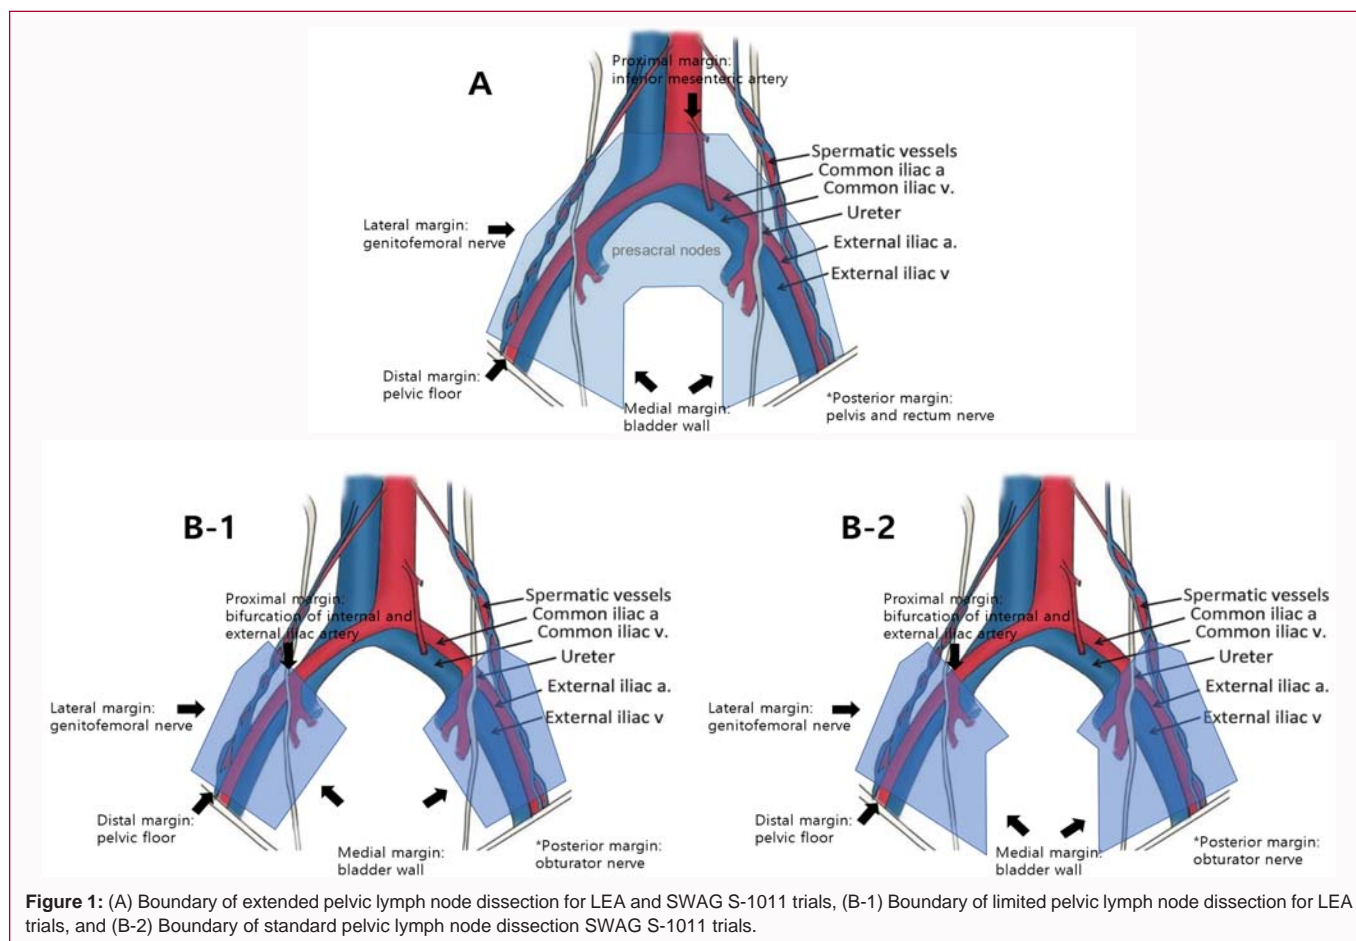 A
Proximal margin:
inferior mesenteric artery
Spermatic vessels
Common iliac a
Common iliac v.
Ureter
External iliac a.
External iliac v
Lateral margin:
genitofemoral nerve
presacral nodes
Distal margin:
pelvic floor
Medial margin:
bladder wall
*Posterior margin:
pelvis and rectum nerve
B-1
Proximal margin:
bifurcation of internal and
external iliac artery
Spermatic vessels
Common iliac a
Common iliac v.
Ureter
External iliac a.
External iliac v
Lateral margin:
genitofemoral nerve
Distal margin:
pelvic floor
Medial margin:
bladder wall
*Posterior margin:
obturator nerve
B-2
Proximal margin:
bifurcation of internal and
external iliac artery
Spermatic vessels
Common iliac a
Common iliac v.
Ureter
External iliac a.
External iliac v
Lateral margin:
genitofemoral nerve
Distal margin:
pelvic floor
Medial margin:
bladder wall
*Posterior margin:
obturator nerve
Figure 1: (A) Boundary of extended pelvic lymph node dissection for LEA and SWAG S-1011 trials, (B-1) Boundary of limited pelvic lymph node dissection for LEA
trials, and (B-2) Boundary of standard pelvic lymph node dissection SWAG S-1011 trials.